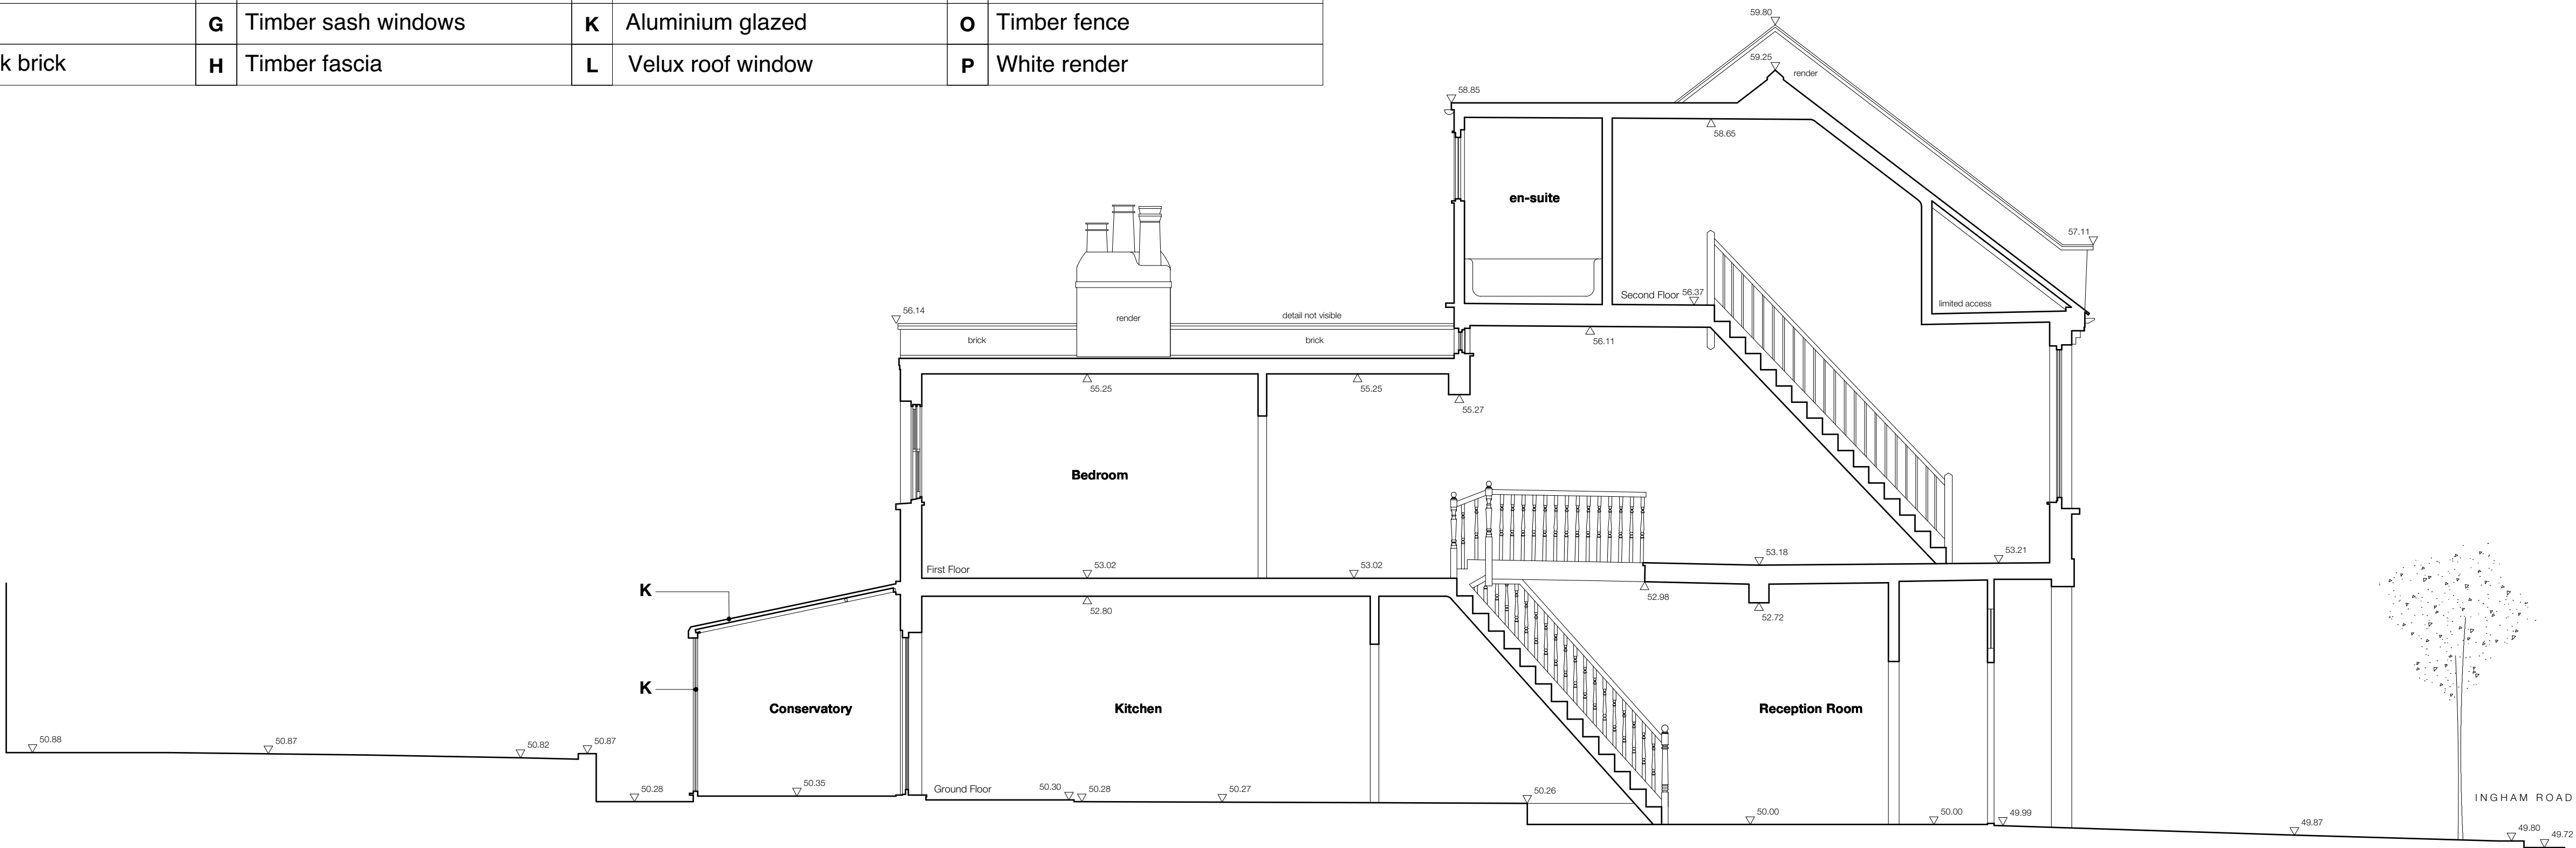 G Timber sash windows K Aluminium glazed O Timber fence
k brick H Timber fascia L Velux roof window P White render
59.80
59.25
render
58.85
58.65
en-suite
57.11
Second Floor 56.37
limited access
56.14
render
detail not visible
brick
brick
56.11
55.25
55.25
55.27
Bedroom
First Floor
53.02
53.02
53.18
53.21
K
52.80
52.98
52.72
K
Conservatory
Kitchen
Reception Room
50.88
50.87
50.82
50.87
50.28
50.35
Ground Floor
50.30
50.28
50.27
50.26
50.00
50.00
49.99
49.87
INGHAM ROAD
49.80
49.72